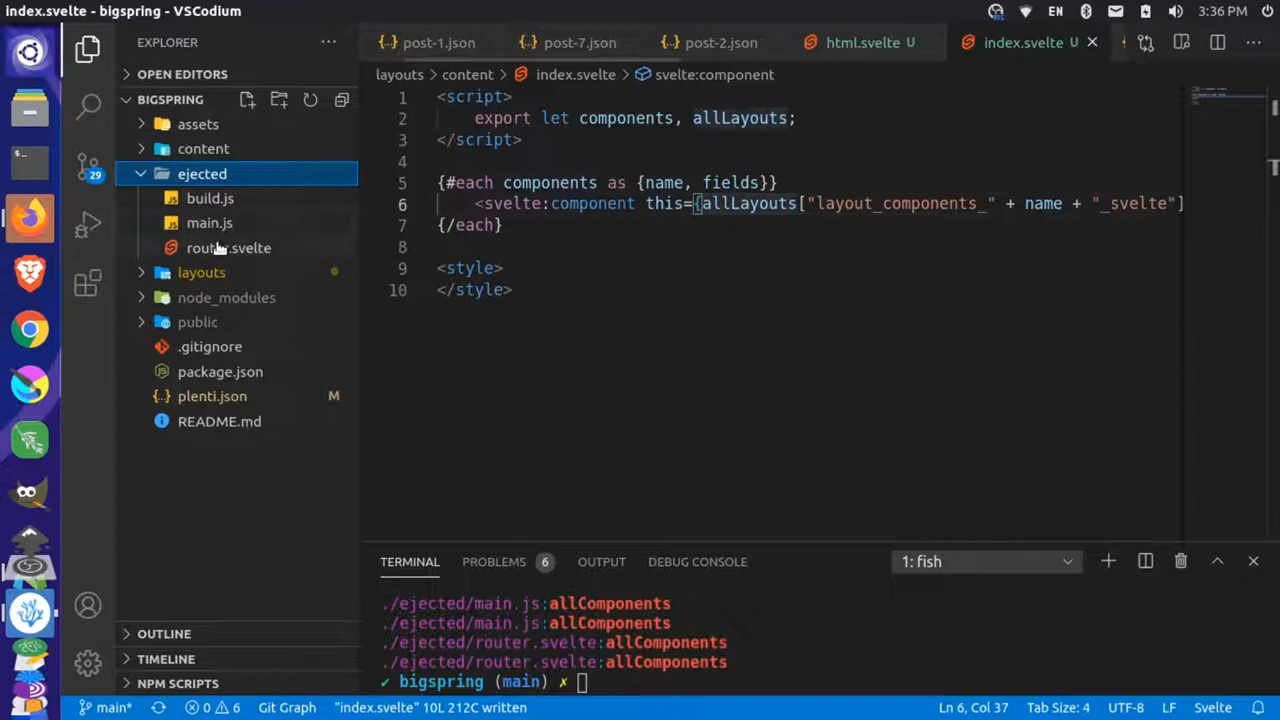 index.svelte - bigspring - VSCodium
EN
3:36 PM
EXPLORER
OPEN EDITORS
BIGSPRING
assets
content
ejected
build.js
main.js
router.svelte
layouts
node_modules
public
.gitignore
package.json
plenti.json M
README.md
OUTLINE
TIMELINE
NPM SCRIPTS
29
post-1.json post-7.json post-2.json html.svelte U index.svelte U
layouts content index.svelte svelte:component
1 <script>
2 export let components, allLayouts;
3 </script>
4
5 {#each components as {name, fields}}
6 <svelte:component this={allLayouts["layout_components_" + name + "_svelte"]
7 {/each}
8
9 <style>
10 </style>
TERMINAL PROBLEMS 6 OUTPUT DEBUG CONSOLE 1: fish
./ejected/main.js:allComponents
./ejected/main.js:allComponents
./ejected/router.svelte:allComponents
./ejected/router.svelte:allComponents
✔ bigspring (main) ✗
main* 0 6 Git Graph "index.svelte" 10L 212C written Ln 6, Col 37 Tab Size: 4 UTF-8 LF Svelte